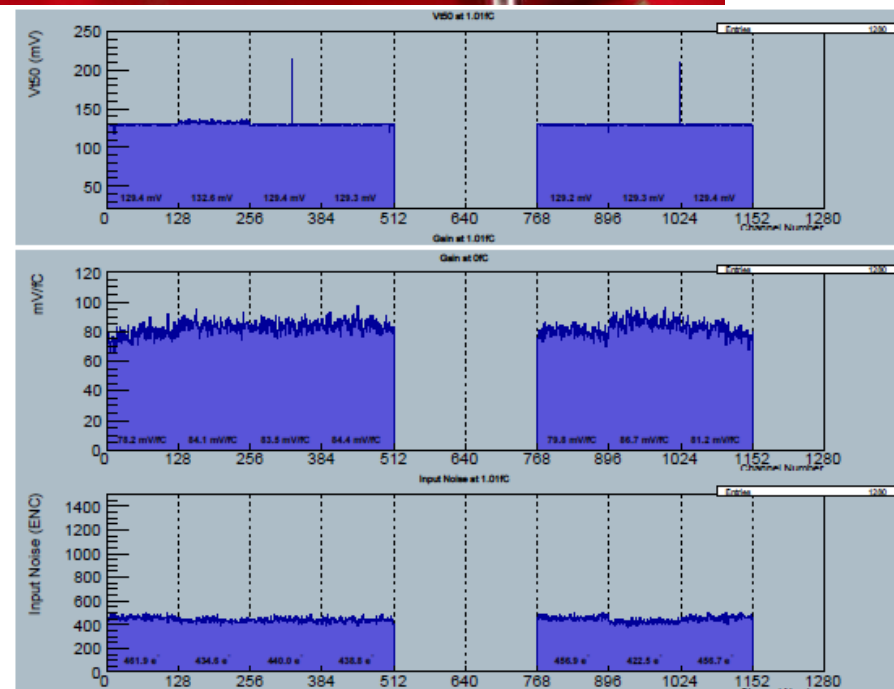 Vt50 at 1.01fC
Entries 1280
Vt50 (mV)
250
200
150
100
50
129.4 mV 132.6 mV 129.4 mV 129.3 mV 129.2 mV 129.3 mV 129.4 mV
0 128 256 384 512 640 768 896 1024 1152 1280
Channel Number
Gain at 1.01fC
Gain at 0fC
Entries 1280
mV/fC
120
100
80
60
40
20
78.2 mV/fC 84.1 mV/fC 83.5 mV/fC 84.4 mV/fC 79.8 mV/fC 86.7 mV/fC 81.2 mV/fC
0 128 256 384 512 640 768 896 1024 1152 1280
Channel Number
Input Noise at 1.01fC
Entries 1280
Input Noise (ENC)
1400
1200
1000
800
600
400
200
461.9 e⁻ 434.6 e⁻ 440.0 e⁻ 438.8 e⁻ 456.9 e⁻ 422.5 e⁻ 456.7 e⁻
0 128 256 384 512 640 768 896 1024 1152 1280